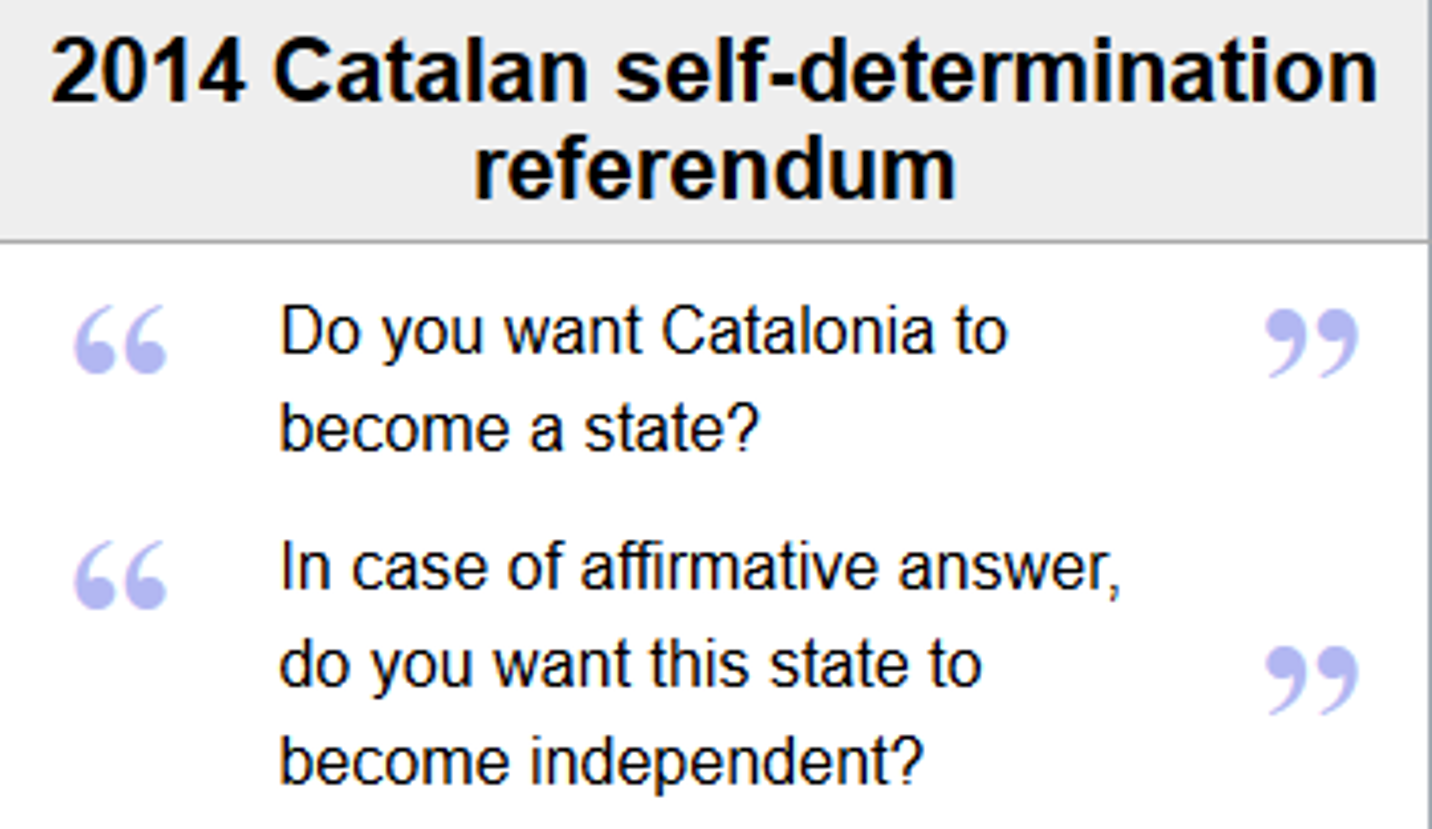 2014 Catalan self-determination
referendum
“ Do you want Catalonia to ”
become a state?
“ In case of affirmative answer,
do you want this state to ”
become independent?